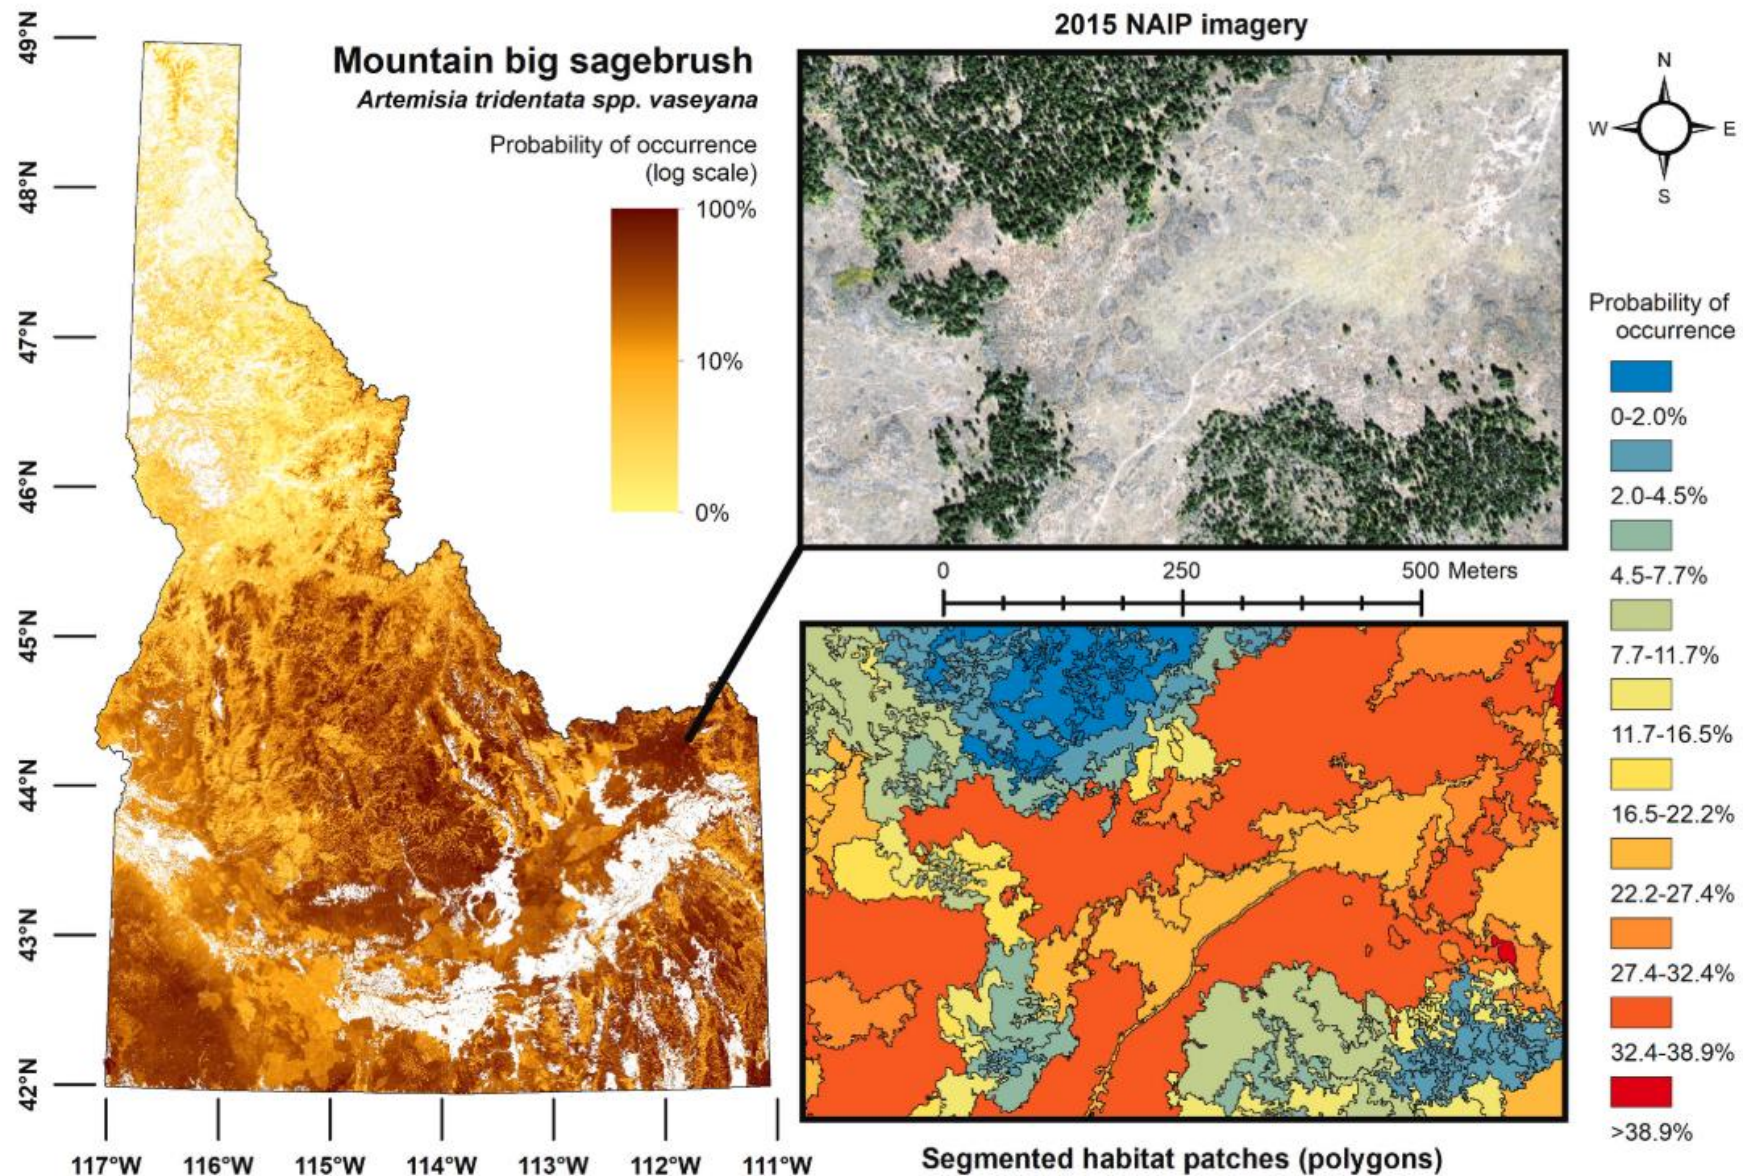 Mountain big sagebrush
Artemisia tridentata spp. vaseyana
Probability of occurrence
(log scale)
100%
10%
0%
49°N
48°N
47°N
46°N
45°N
44°N
43°N
42°N
117°W
116°W
115°W
114°W
113°W
112°W
111°W
2015 NAIP imagery
N
W
E
S
0
250
500 Meters
Segmented habitat patches (polygons)
Probability of
occurrence
0-2.0%
2.0-4.5%
4.5-7.7%
7.7-11.7%
11.7-16.5%
16.5-22.2%
22.2-27.4%
27.4-32.4%
32.4-38.9%
>38.9%